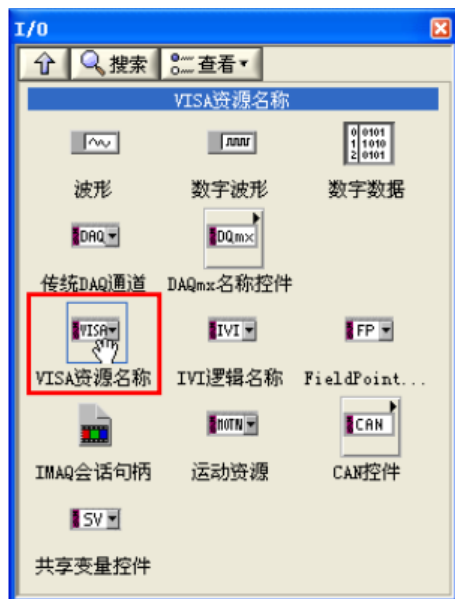 I/O
搜索 查看
VISA资源名称
0 0101
1 1010
2 0101
波形 数字波形 数字数据
DAQ DQmx
传统DAQ通道 DAQmx名称控件
VISA IVI FP
VISA资源名称 IVI逻辑名称 FieldPoint...
MOTN CAN
IMAQ会话句柄 运动资源 CAN控件
SV
共享变量控件